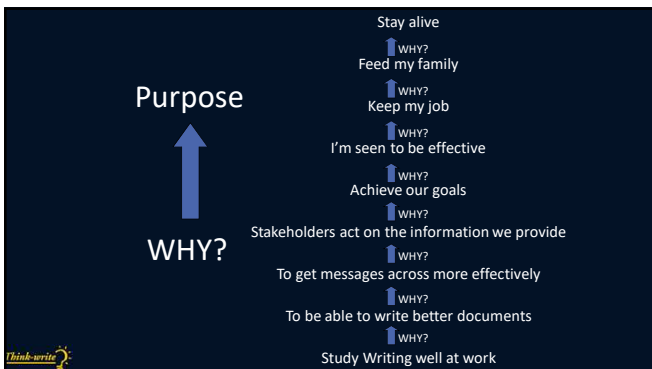 Stay alive
WHY?
Feed my family
WHY?
Keep my job
WHY?
I'm seen to be effective
WHY?
Achieve our goals
WHY?
Stakeholders act on the information we provide
WHY?
To get messages across more effectively
WHY?
To be able to write better documents
WHY?
Study Writing well at work
Purpose
WHY?
Think-write